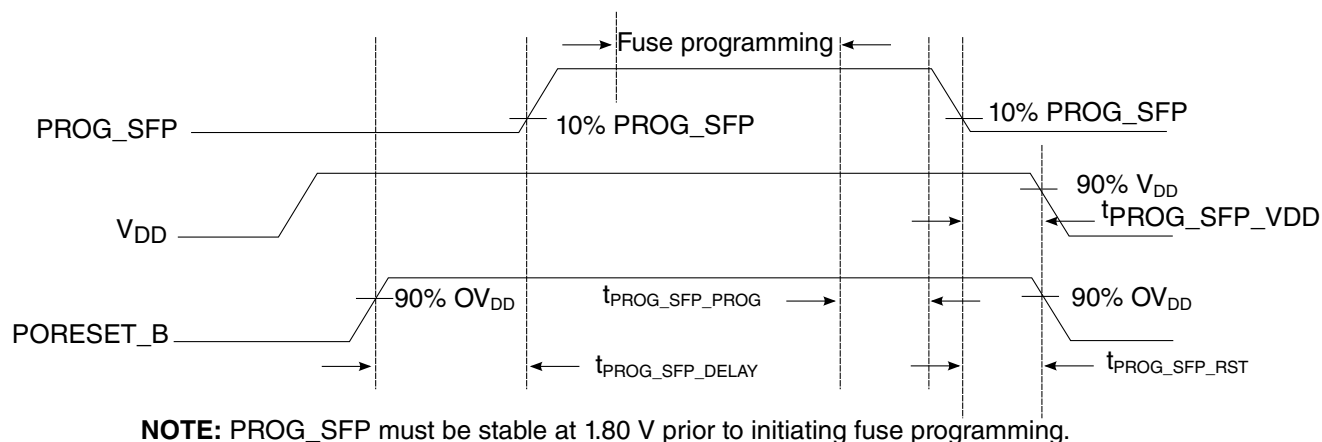 Fuse programming
PROG_SFP
10% PROG_SFP
10% PROG_SFP
90% VDD
VDD
tPROG_SFP_VDD
90% OVDD
tPROG_SFP_PROG
90% OVDD
PORESET_B
tPROG_SFP_DELAY
tPROG_SFP_RST
NOTE: PROG_SFP must be stable at 1.80 V prior to initiating fuse programming.